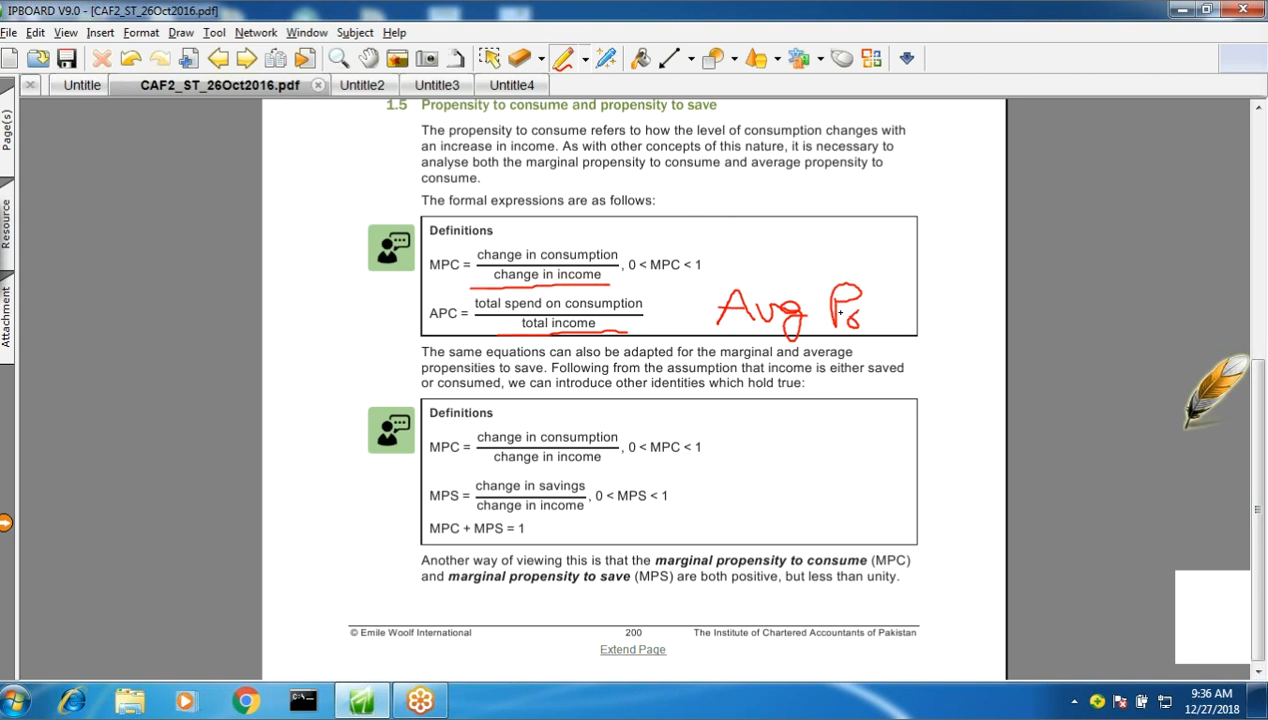 IPBOARD V9.0 - [CAF2_ST_26Oct2016.pdf]
File Edit View Insert Format Draw Tool Network Window Subject Help
Untitle CAF2_ST_26Oct2016.pdf Untitle2 Untitle3 Untitle4
Page(s)
Resource
Attachment
1.5 Propensity to consume and propensity to save
The propensity to consume refers to how the level of consumption changes with
an increase in income. As with other concepts of this nature, it is necessary to
analyse both the marginal propensity to consume and average propensity to
consume.
The formal expressions are as follows:
Definitions
change in consumption
MPC = , 0 < MPC < 1
change in income
total spend on consumption
APC =
total income
Avg Po
The same equations can also be adapted for the marginal and average
propensities to save. Following from the assumption that income is either saved
or consumed, we can introduce other identities which hold true:
Definitions
change in consumption
MPC = , 0 < MPC < 1
change in income
change in savings
MPS = , 0 < MPS < 1
change in income
MPC + MPS = 1
Another way of viewing this is that the marginal propensity to consume (MPC)
and marginal propensity to save (MPS) are both positive, but less than unity.
© Emile Woolf International 200 The Institute of Chartered Accountants of Pakistan
Extend Page
9:36 AM
12/27/2018